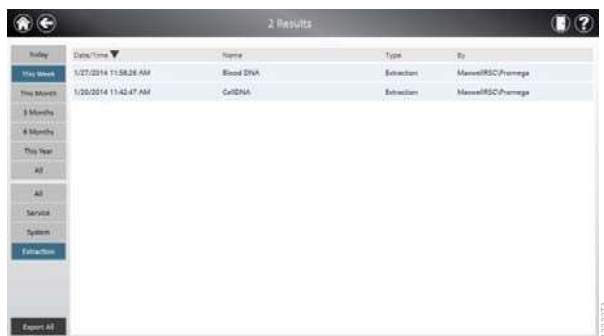 2 Results
?
Today
Date/Time Name Type By
This Week
1/27/2014 11:58:26 AM Blood DNA Extraction MaxwellRSC\Promega
This Month
1/20/2014 11:42:47 AM CellDNA Extraction MaxwellRSC\Promega
3 Months
6 Months
This Year
All
All
Service
System
Extraction
Export All